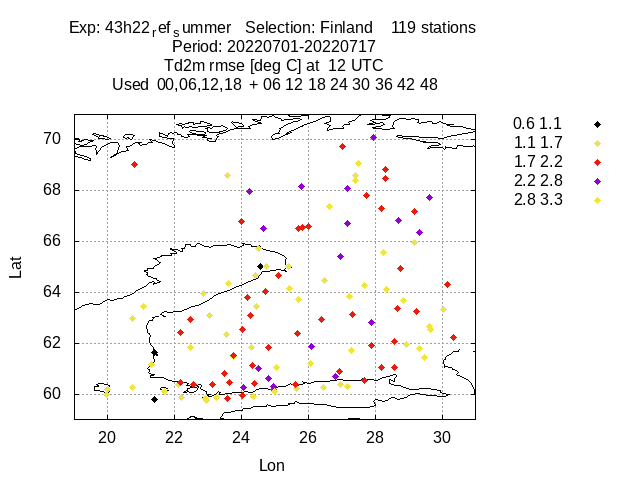 Exp: 43h22refsummer Selection: Finland 119 stations
Period: 20220701-20220717
Td2m rmse [deg C] at 12 UTC
Used 00,06,12,18 + 06 12 18 24 30 36 42 48
0.6 1.1
1.1 1.7
1.7 2.2
2.2 2.8
2.8 3.3
70
68
66
64
62
60
Lat
20 22 24 26 28 30
Lon